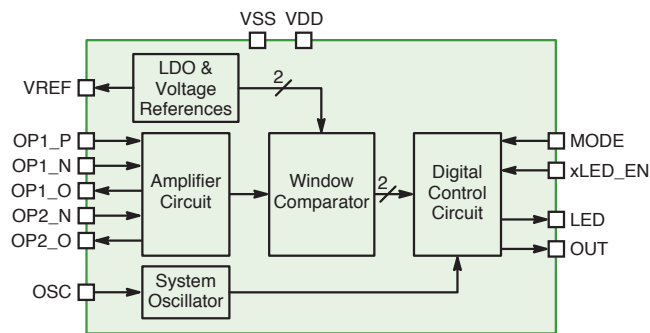 VSS VDD
VREF
LDO &
Voltage
References
2
OP1_P
OP1_N
OP1_O
OP2_N
OP2_O
Amplifier
Circuit
Window
Comparator
2
Digital
Control
Circuit
MODE
xLED_EN
LED
OUT
OSC
System
Oscillator